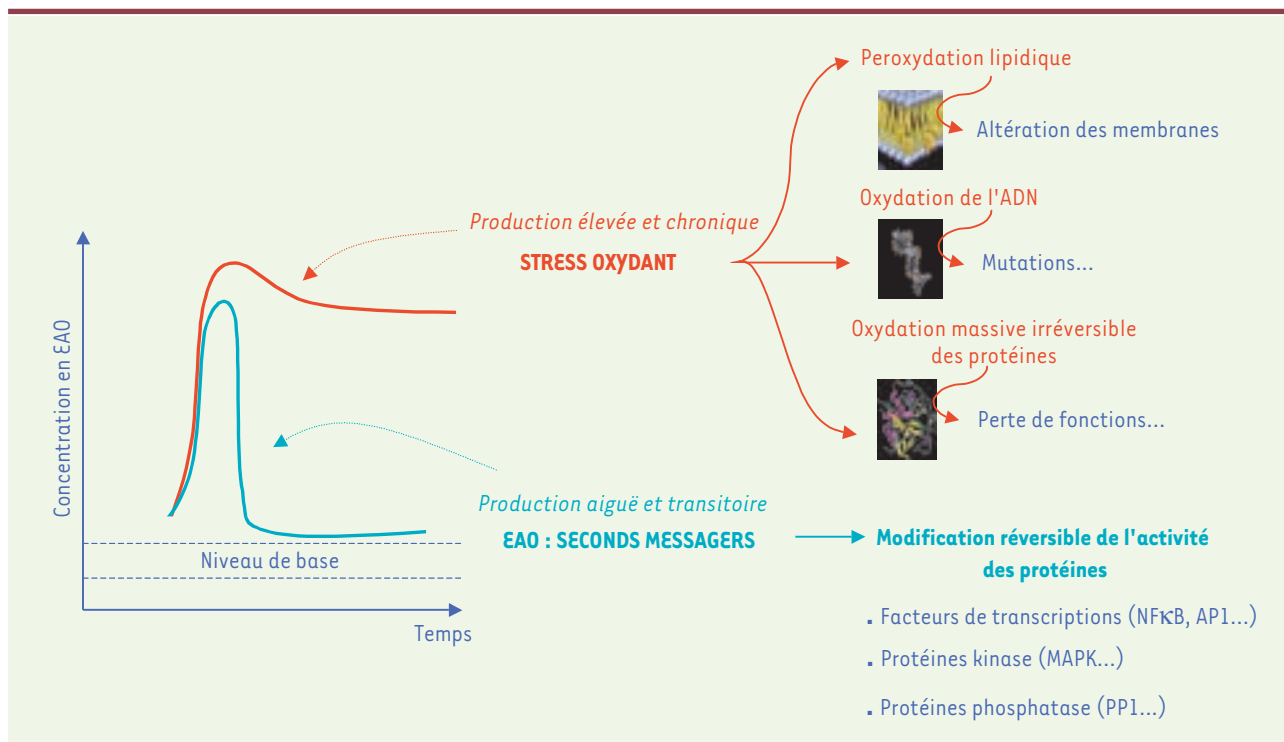 Peroxydation lipidique
Altération des membranes
Oxydation de l'ADN
Mutations...
Oxydation massive irréversible
des protéines
Perte de fonctions...
Production élevée et chronique
STRESS OXYDANT
Concentration en EAO
Niveau de base
Temps
Production aiguë et transitoire
EAO : SECONDS MESSAGERS
Modification réversible de l'activité
des protéines
. Facteurs de transcriptions (NFκB, AP1...)
. Protéines kinase (MAPK...)
. Protéines phosphatase (PP1...)